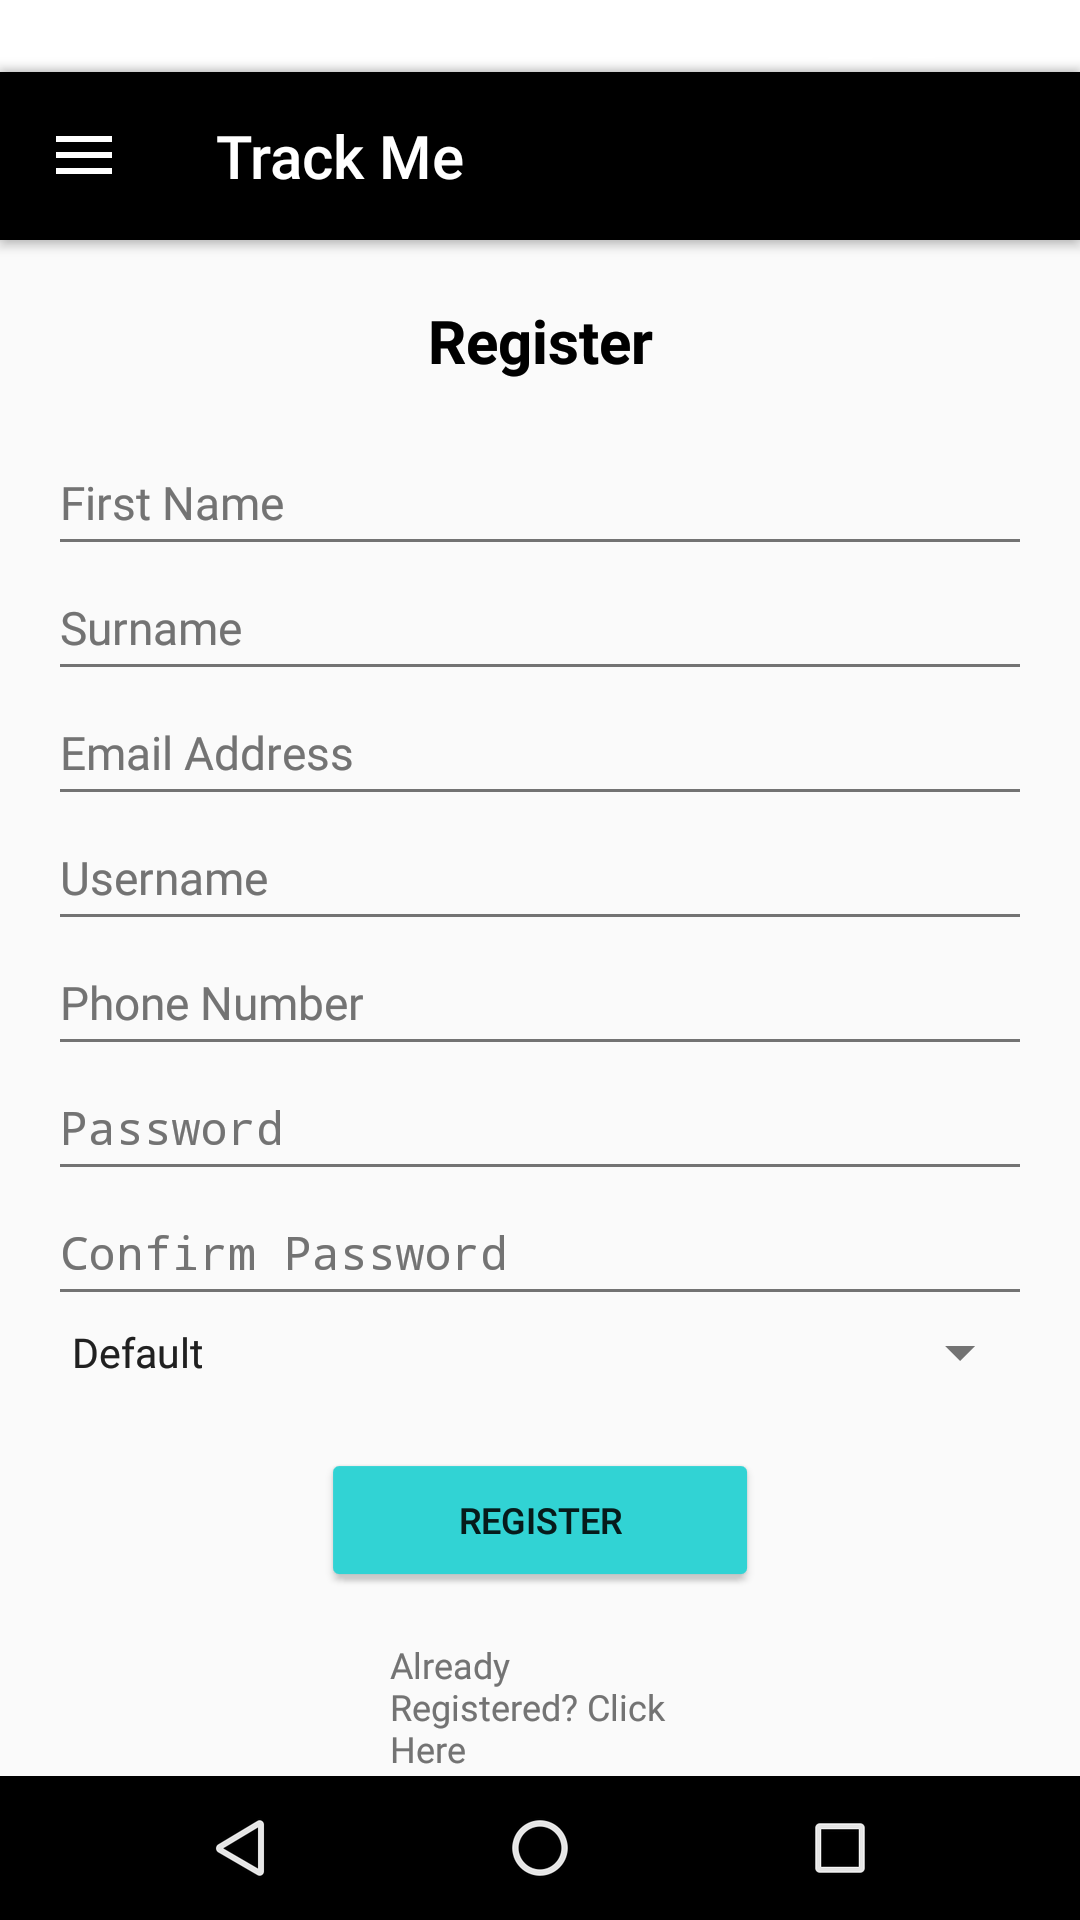 Track Me
Register
First Name
Surname
Email Address
Username
Phone Number
Password
Confirm Password
Default
REGISTER
Already
Registered? Click
Here